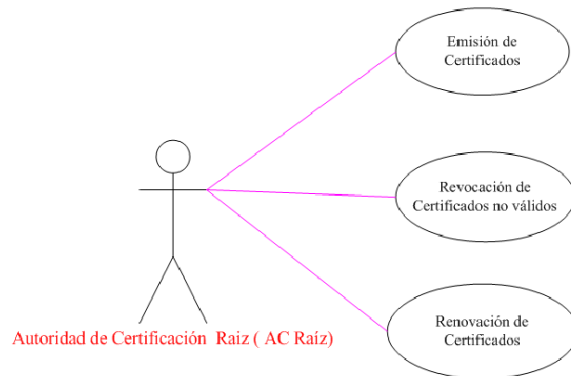 Emisión de
Certificados
Revocación de
Certificados no válidos
Renovación de
Certificados
Autoridad de Certificación Raiz ( AC Raíz)